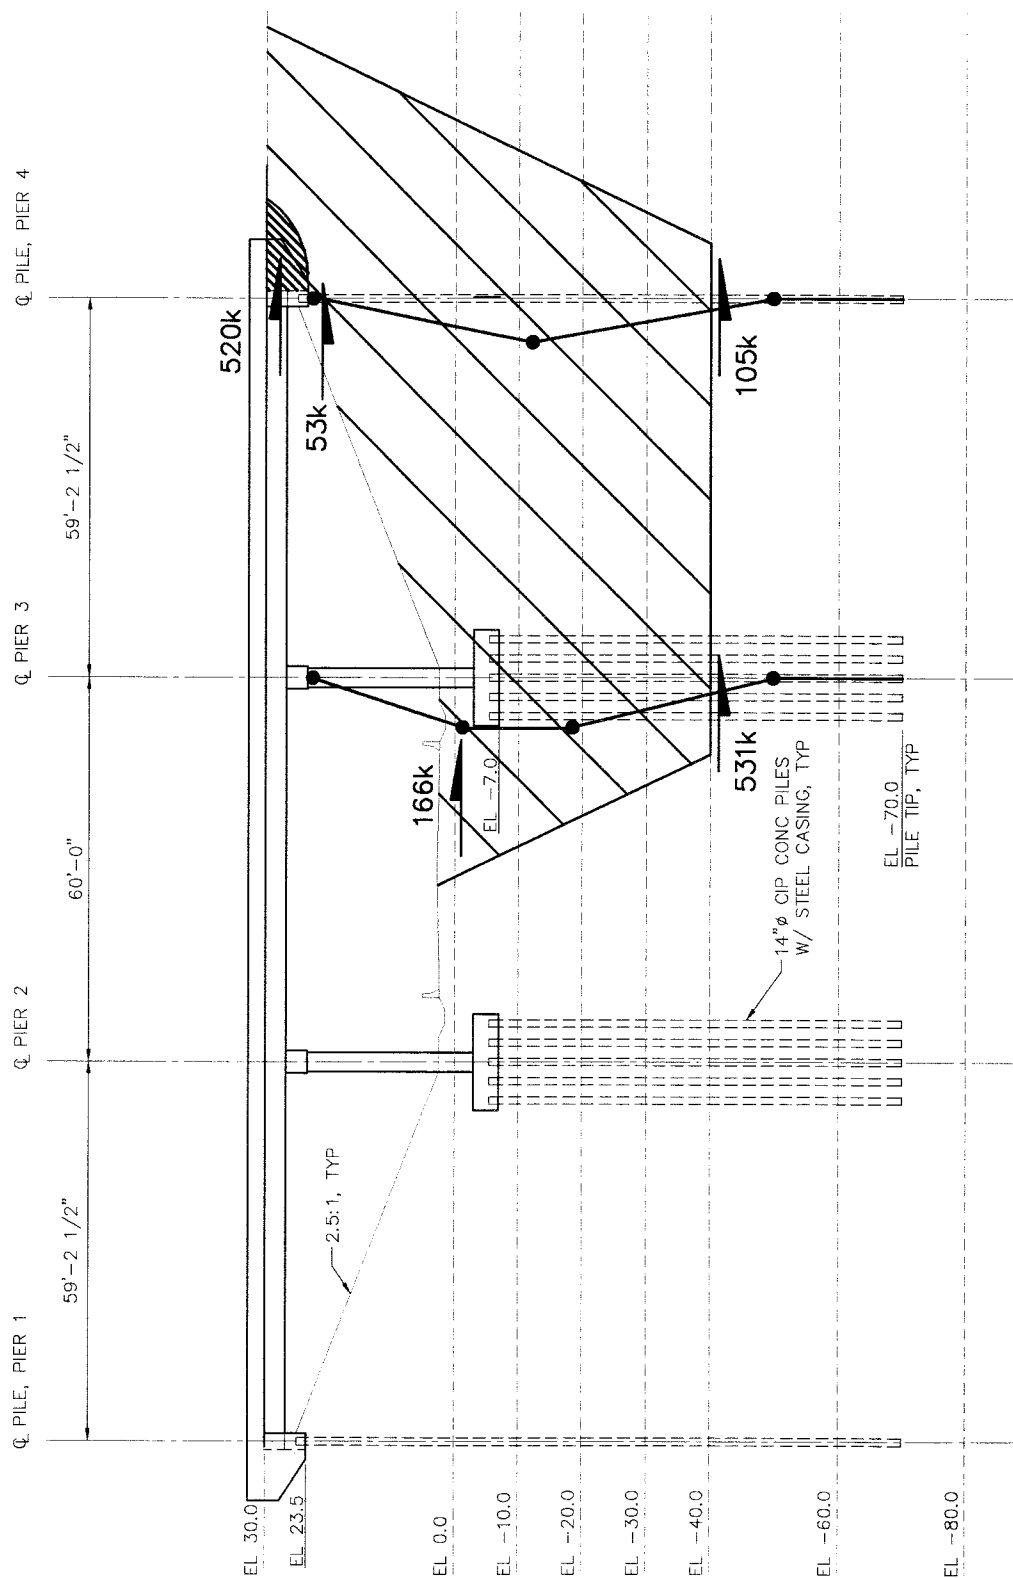 ℄ PILE, PIER 1
℄ PIER 2
℄ PIER 3
℄ PILE, PIER 4
59'-2 1/2"
60'-0"
59'-2 1/2"
EL 30.0
EL 23.5
EL 0.0
EL -10.0
EL -20.0
EL -30.0
EL -40.0
EL -60.0
EL -80.0
2.5:1, TYP
520k
53k
166k
EL -7.0
531k
105k
14"ø CIP CONC PILES
W/ STEEL CASING, TYP
EL -70.0
PILE TIP, TYP